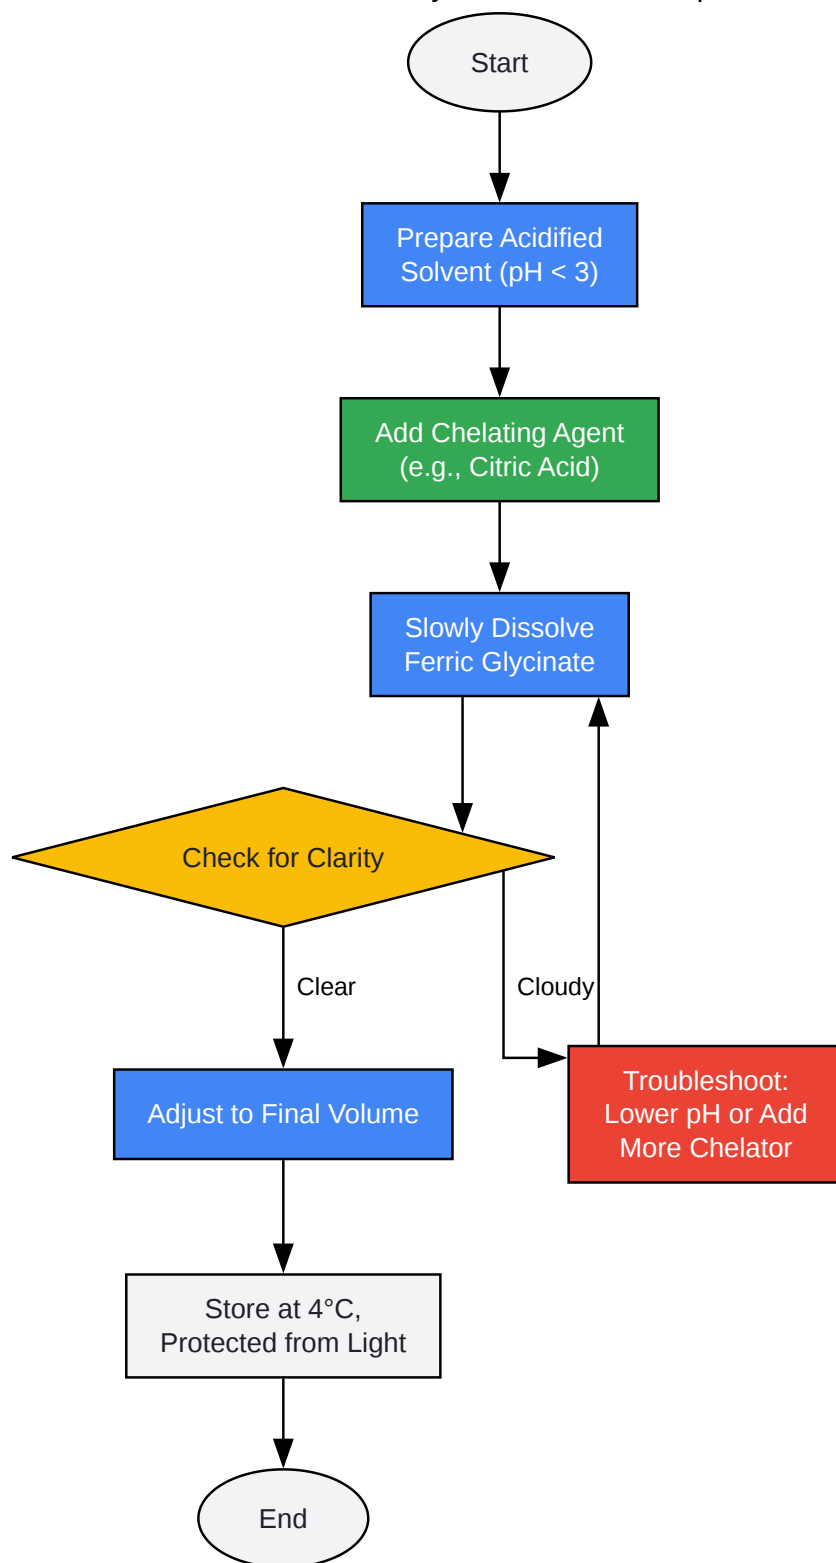 Start
Prepare Acidified
Solvent (pH < 3)
Add Chelating Agent
(e.g., Citric Acid)
Slowly Dissolve
Ferric Glycinate
Check for Clarity
Clear
Cloudy
Adjust to Final Volume
Troubleshoot:
Lower pH or Add
More Chelator
Store at 4°C,
Protected from Light
End